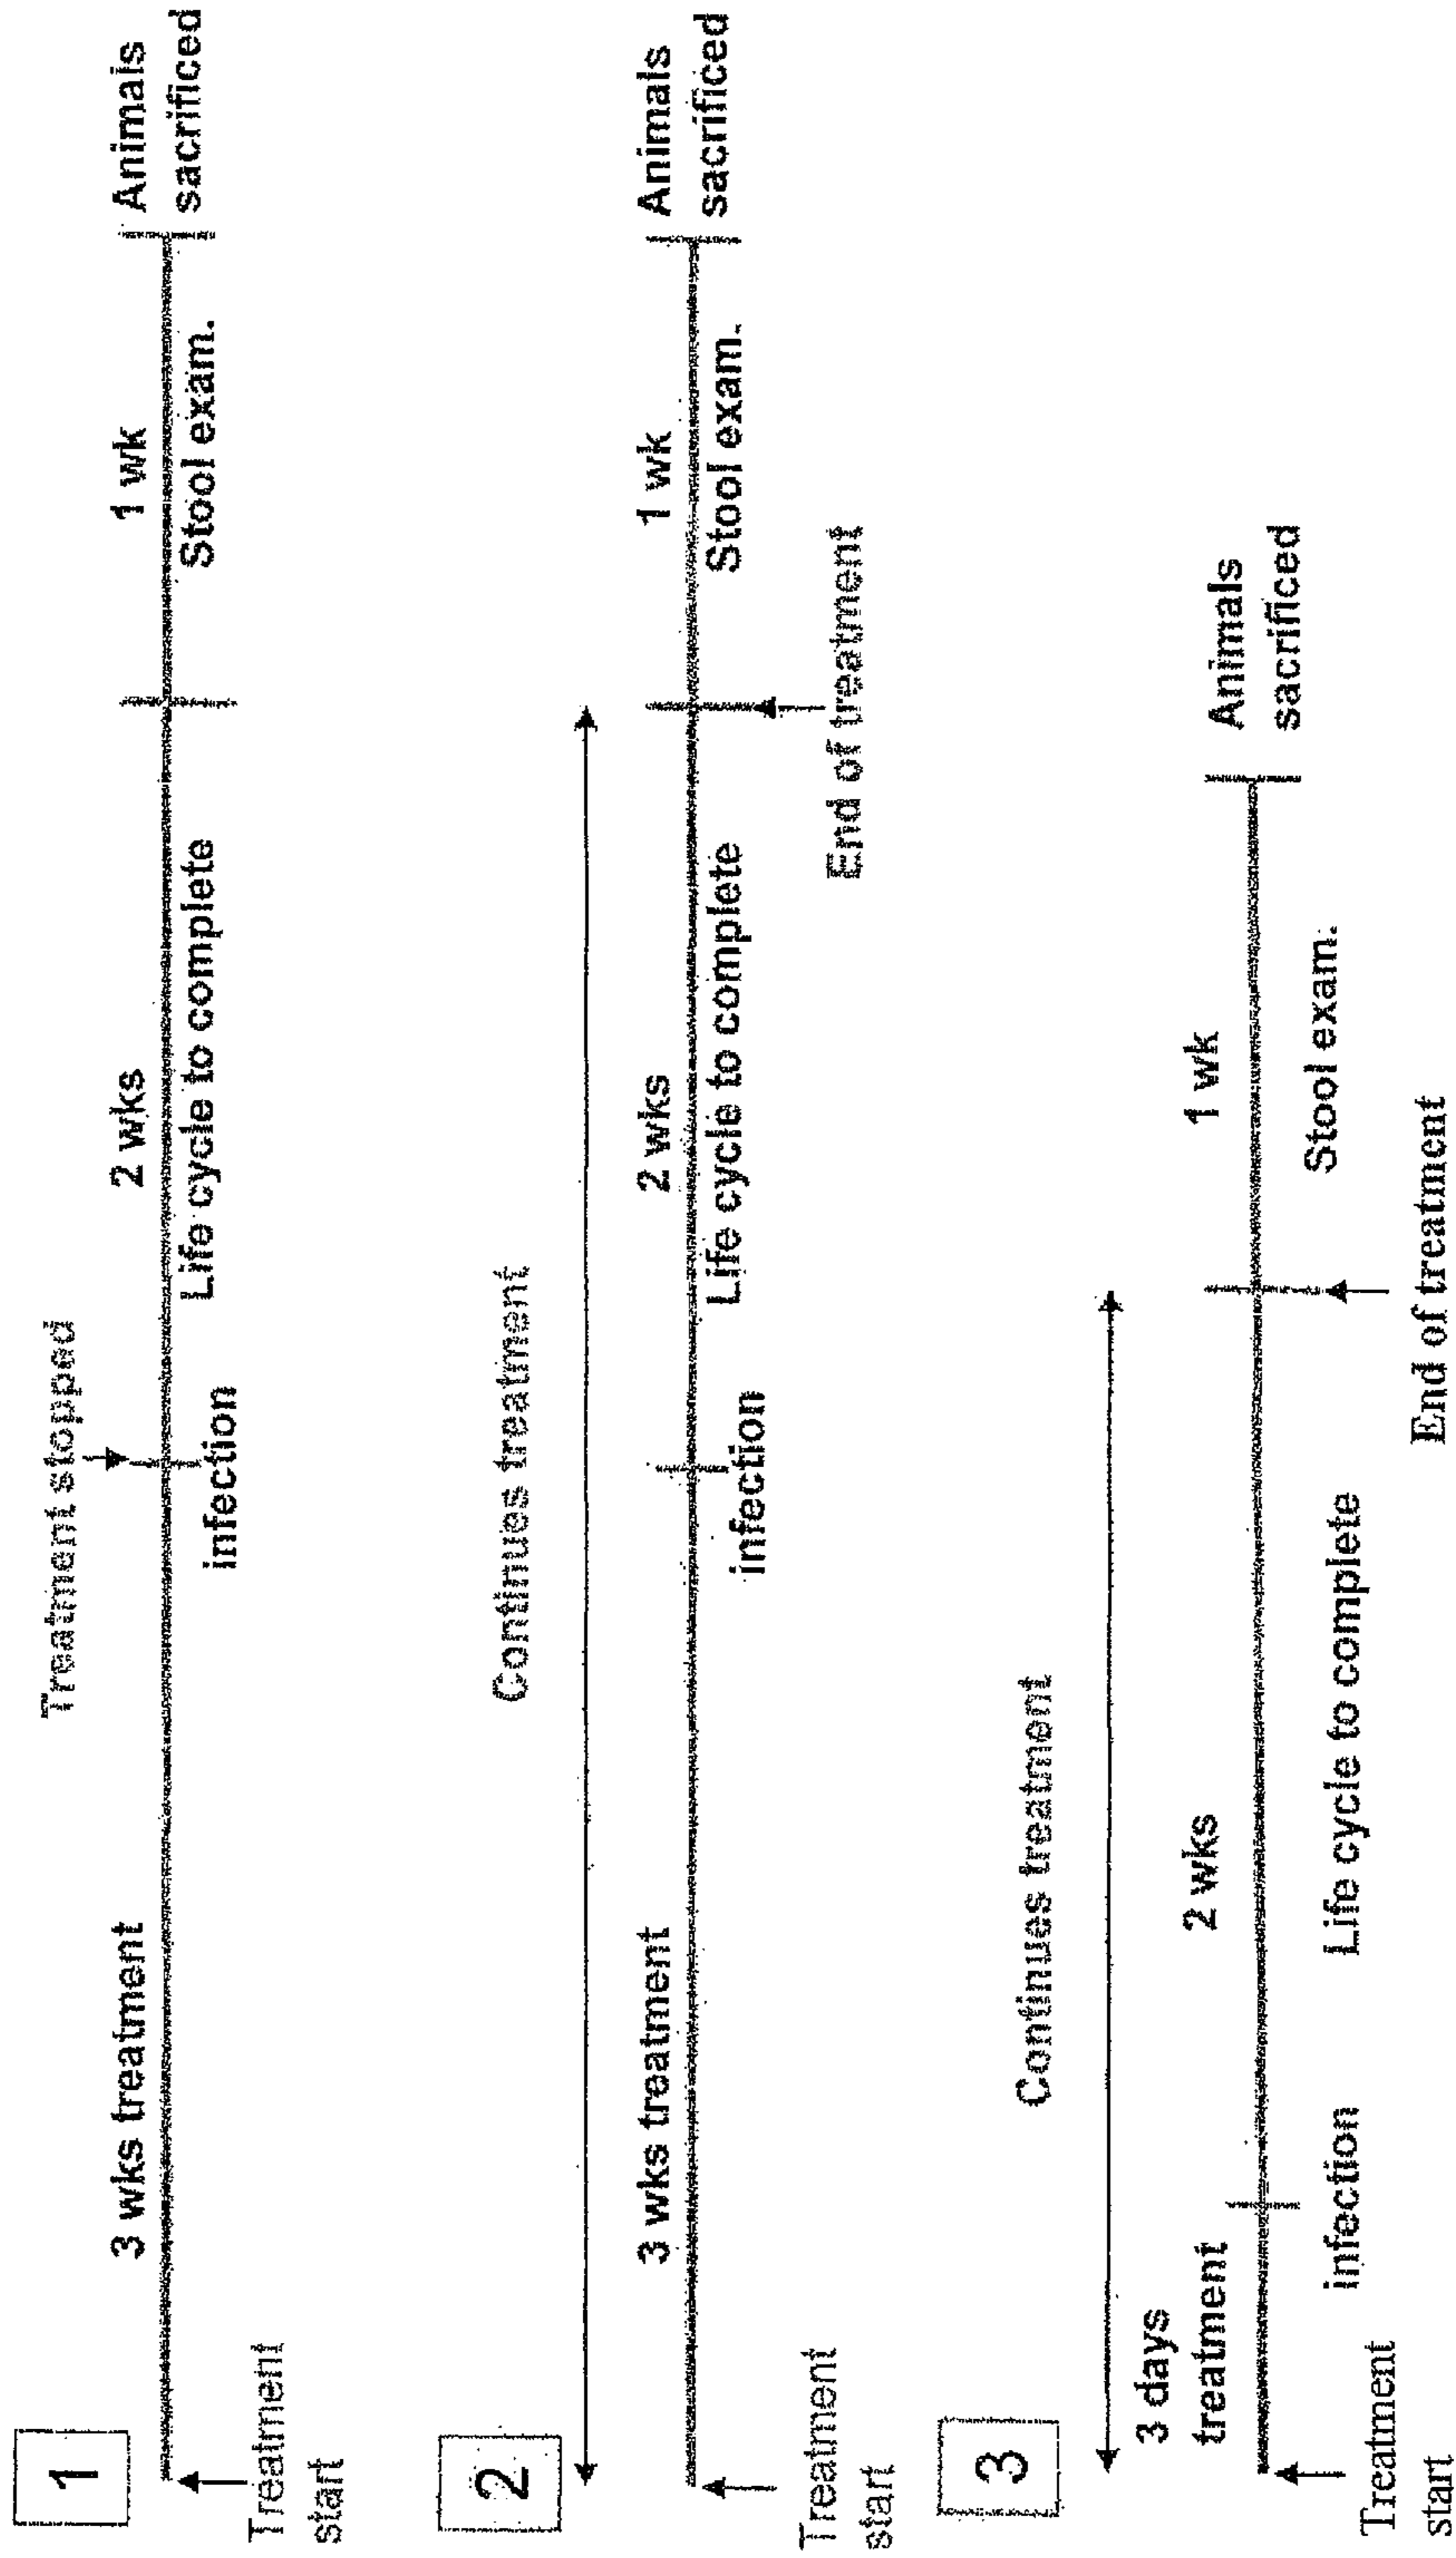 1
Treatment stopped
3 wks treatment
2 wks
1 wk
Animals
sacrificed
infection
Life cycle to complete
Stool exam.
Treatment
start
2
Continues treatment
3 wks treatment
2 wks
1 wk
Animals
sacrificed
infection
Life cycle to complete
Stool exam.
Treatment
start
End of treatment
3
Continues treatment
3 days
treatment
2 wks
1 wk
Animals
sacrificed
infection
Life cycle to complete
Stool exam.
Treatment
start
End of treatment